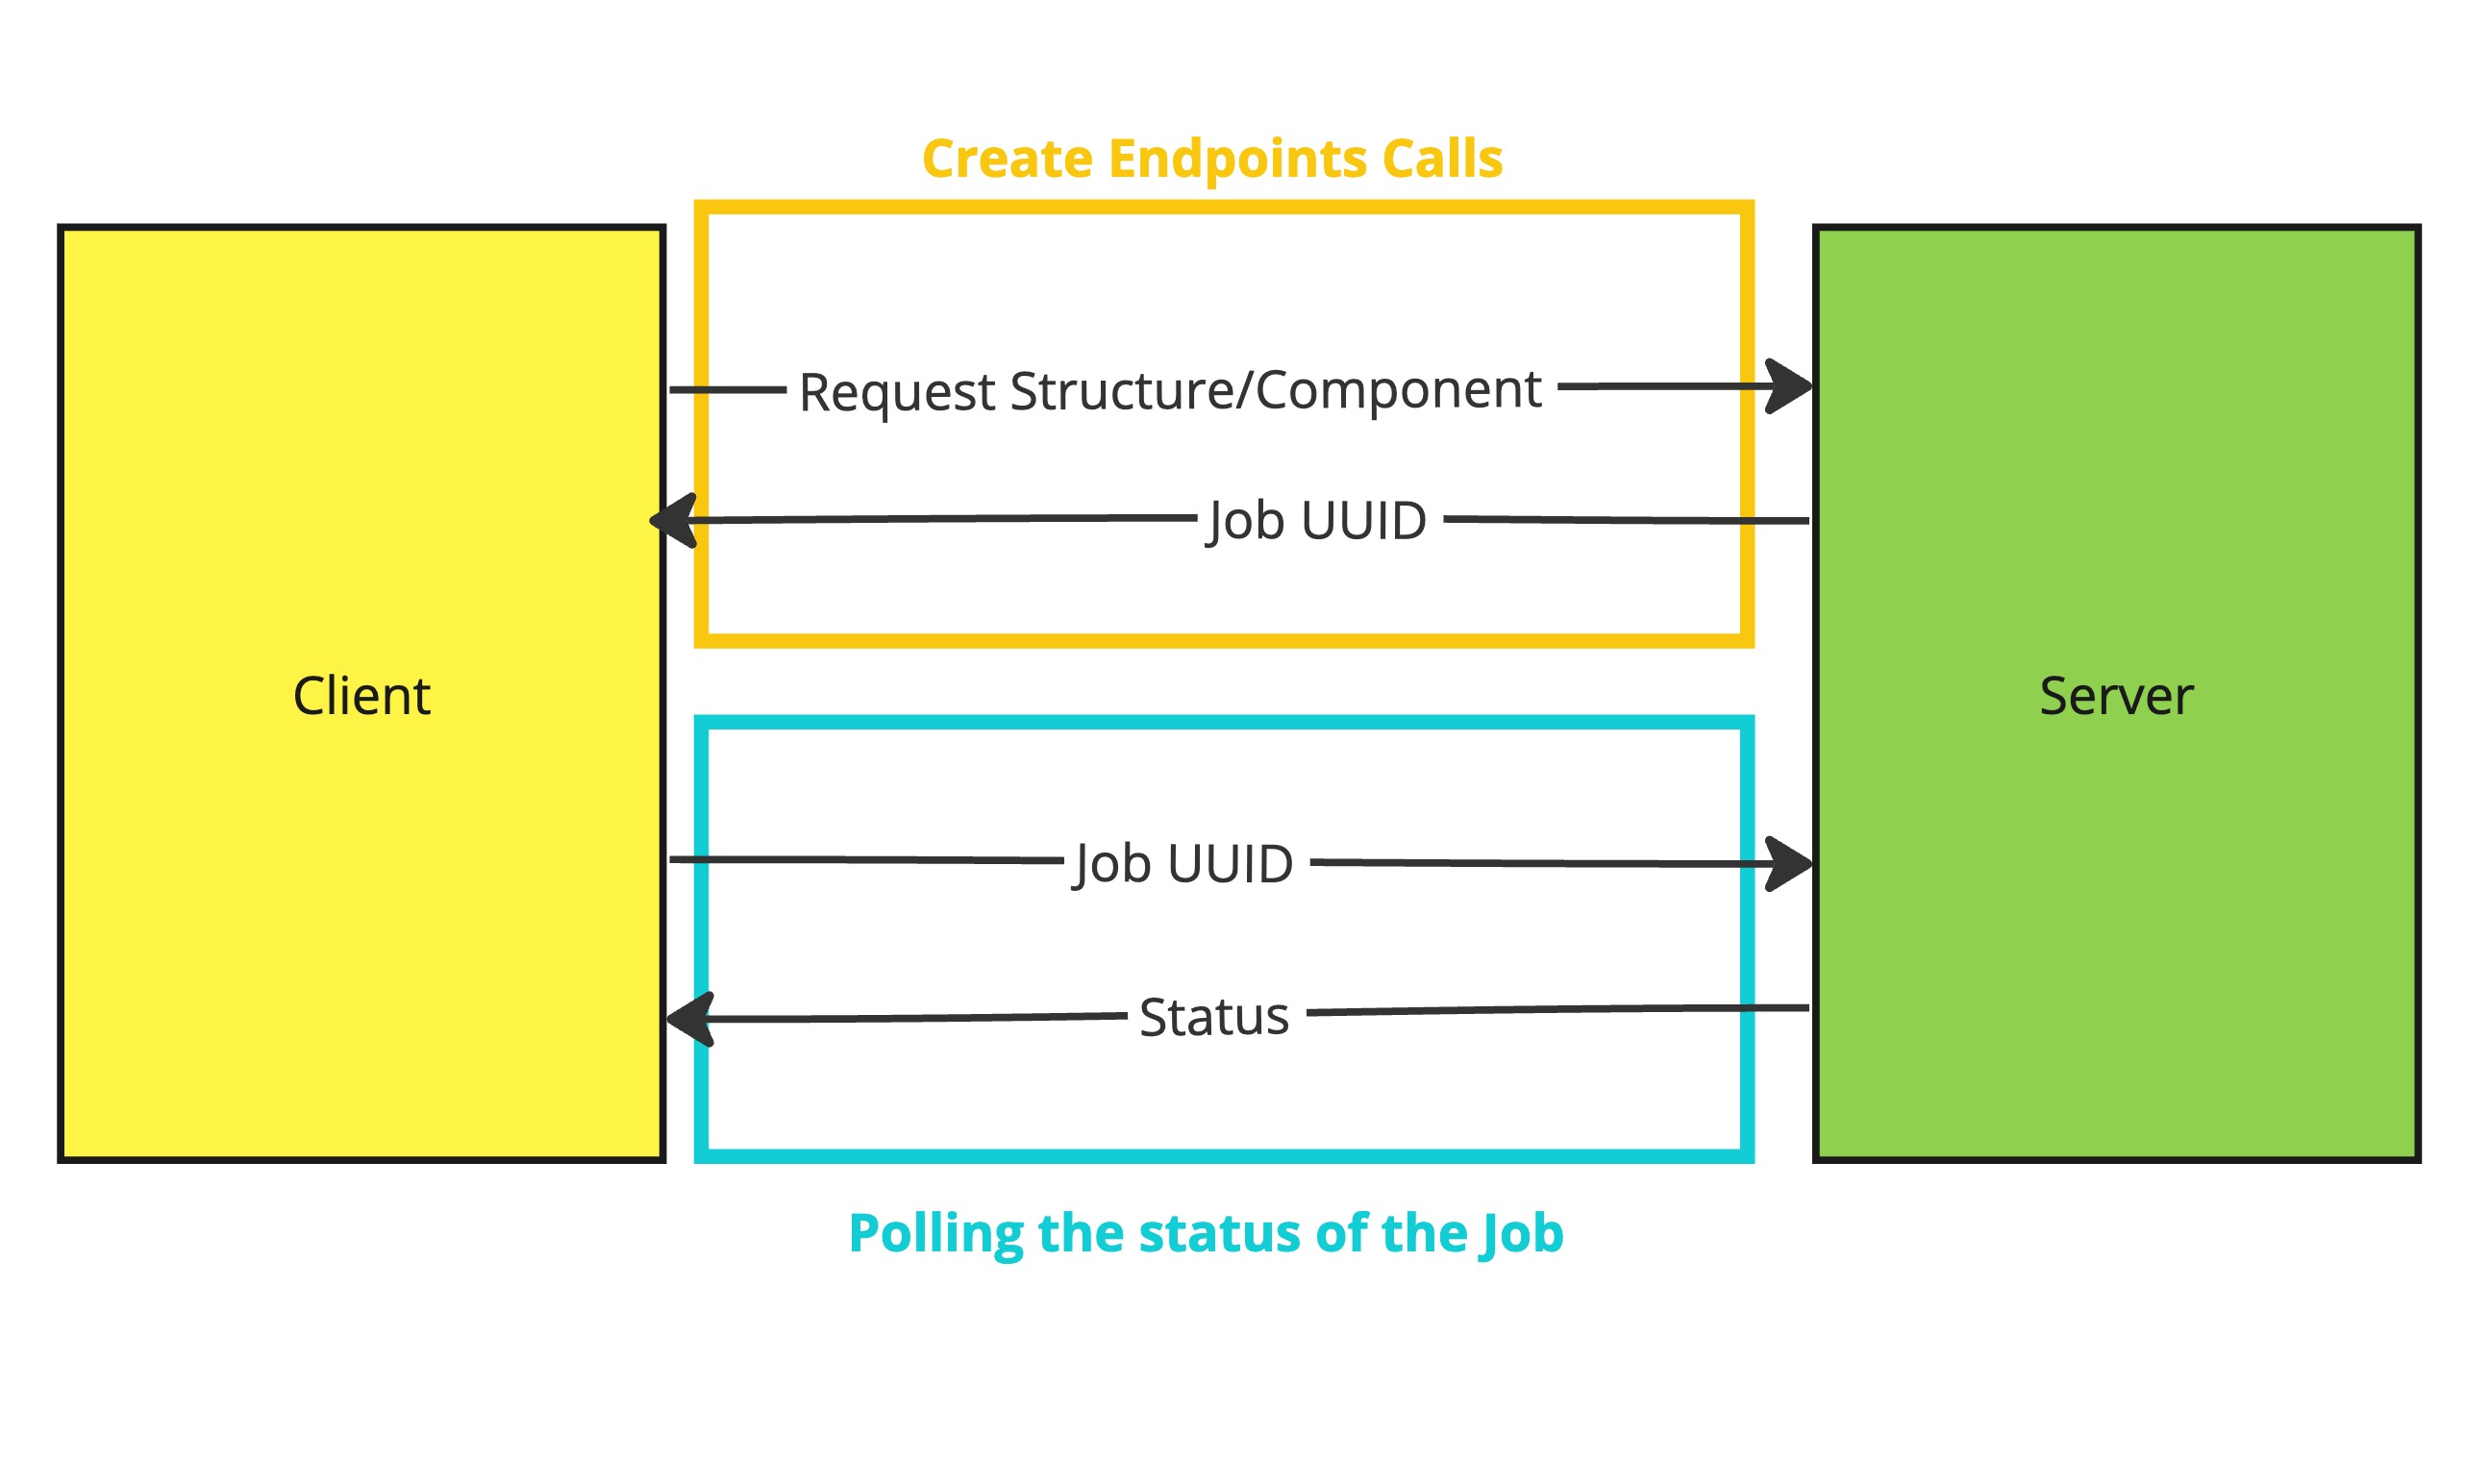 Create Endpoints Calls
Request Structure/Component
Job UUID
Client
Server
Job UUID
Status
Polling the status of the Job